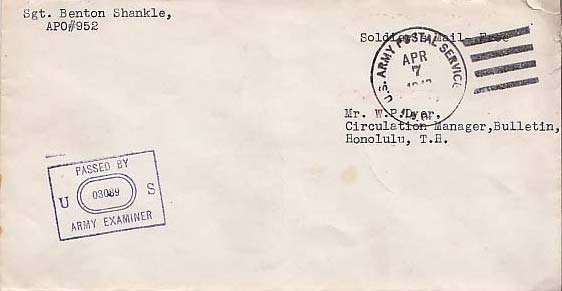 Sgt. Benton Shankle,
APO#952
Soldier's Mail- Free
U.S. ARMY POSTAL SERVICE
APR
7
Mr. W.P.Dyer,
Circulation Manager,Bulletin,
Honolulu, T.H.
PASSED BY
U 03089 S
ARMY EXAMINER